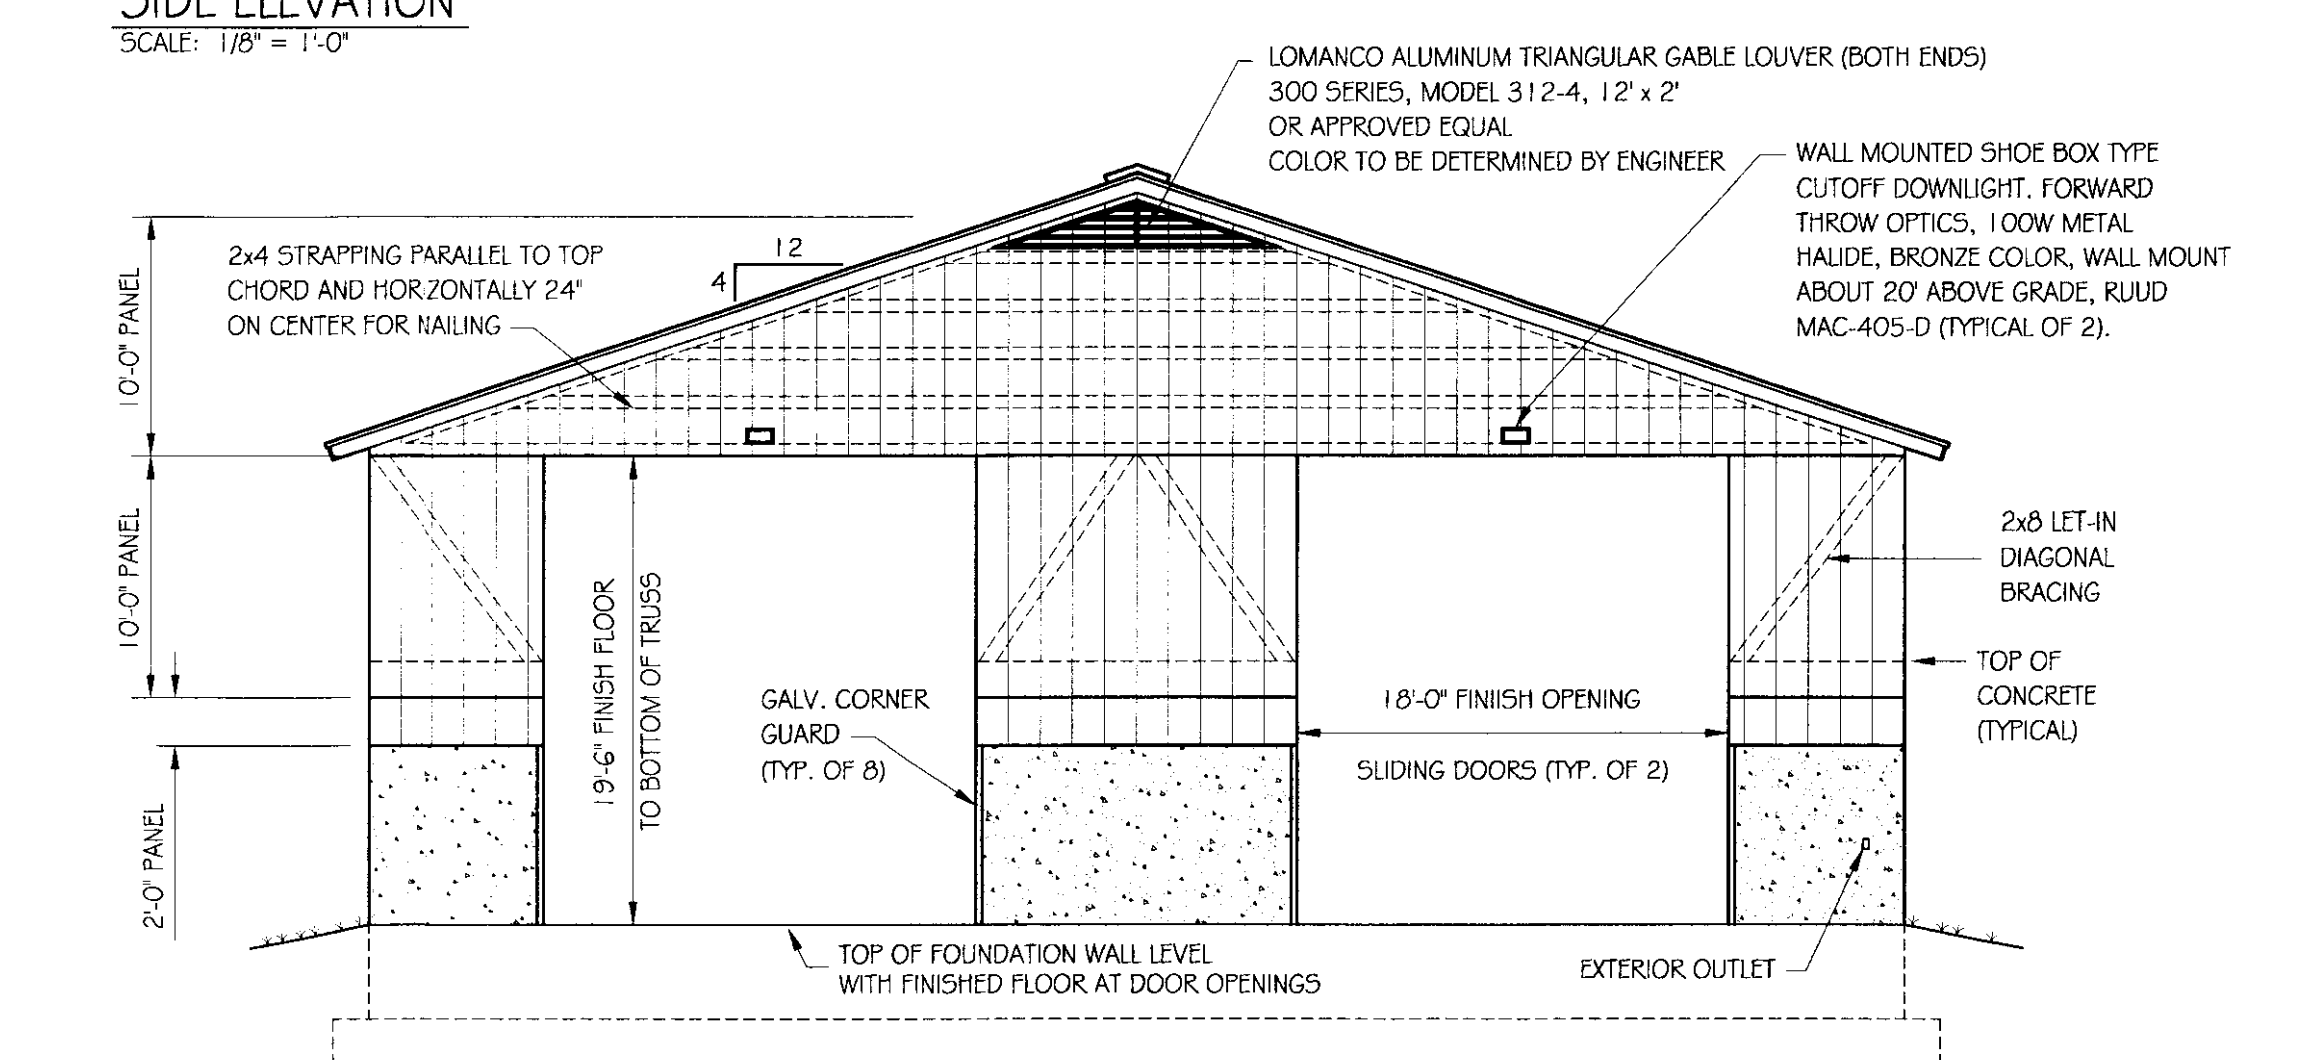 SIDE ELEVATION
SCALE: 1/8" = 1'-0"
LOMANCO ALUMINUM TRIANGULAR GABLE LOUVER (BOTH ENDS)
300 SERIES, MODEL 312-4, 12' x 2'
OR APPROVED EQUAL
COLOR TO BE DETERMINED BY ENGINEER
WALL MOUNTED SHOE BOX TYPE
CUTOFF DOWNLIGHT. FORWARD
THROW OPTICS, 100W METAL
HALIDE, BRONZE COLOR, WALL MOUNT
ABOUT 20' ABOVE GRADE, RUUD
MAC-405-D (TYPICAL OF 2).
2x4 STRAPPING PARALLEL TO TOP
CHORD AND HORIZONTALLY 24"
ON CENTER FOR NAILING
12
4
10'-0" PANEL
10'-0" PANEL
2'-0" PANEL
19'-6" FINISH FLOOR
TO BOTTOM OF TRUSS
GALV. CORNER
GUARD
(TYP. OF 8)
18'-0" FINIISH OPENING
SLIDING DOORS (TYP. OF 2)
2x8 LET-IN
DIAGONAL
BRACING
TOP OF
CONCRETE
(TYPICAL)
TOP OF FOUNDATION WALL LEVEL
WITH FINISHED FLOOR AT DOOR OPENINGS
EXTERIOR OUTLET